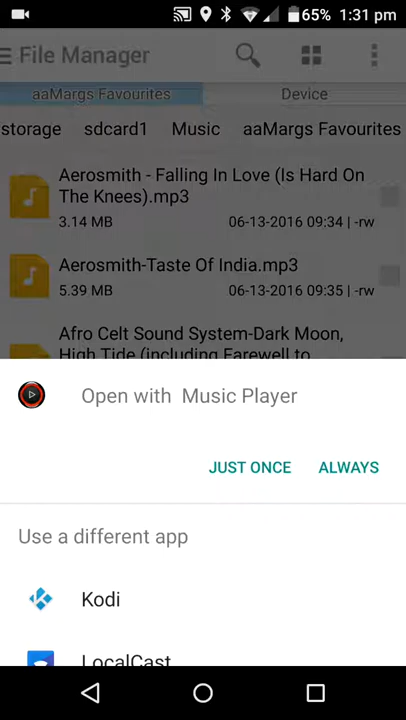 65% 1:31 pm
File Manager
aaMargs Favourites Device
storage sdcard1 Music aaMargs Favourites
Aerosmith - Falling In Love (Is Hard On
The Knees).mp3
3.14 MB 06-13-2016 09:34 | -rw
Aerosmith-Taste Of India.mp3
5.39 MB 06-13-2016 09:35 | -rw
Afro Celt Sound System-Dark Moon,
High Tide (including Farewell to
Open with Music Player
JUST ONCE ALWAYS
Use a different app
Kodi
LocalCast